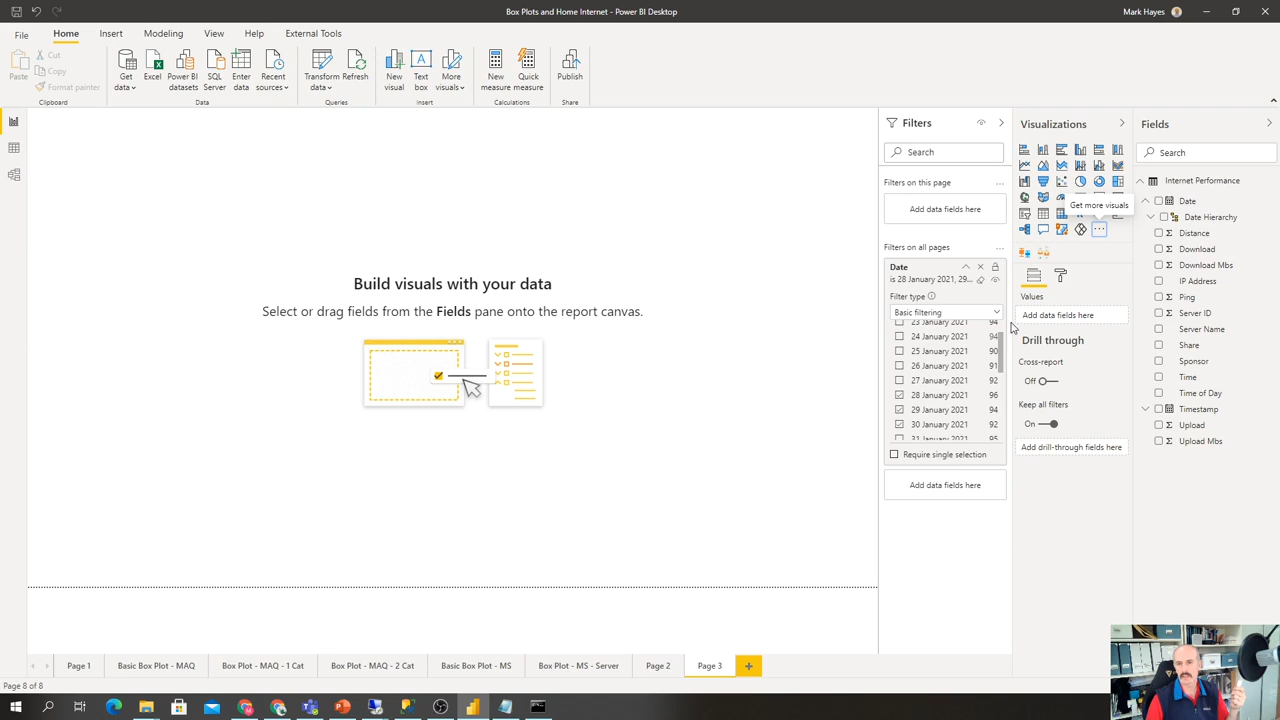 Box Plots and Home Internet - Power BI Desktop
Mark Hayes
File
Home
Insert
Modeling
View
Help
External Tools
Paste
Cut
Copy
Format painter
Clipboard
Get data
Excel
Power BI datasets
SQL Server
Enter data
Recent sources
Data
Transform data
Refresh
Queries
New visual
Text box
More visuals
Insert
New measure
Quick measure
Calculations
Publish
Share
Build visuals with your data
Select or drag fields from the Fields pane onto the report canvas.
Filters
Search
Filters on this page
...
Add data fields here
Filters on all pages
...
Date
is 28 January 2021, 29...
Filter type
Basic filtering
23 January 2021 94
24 January 2021 94
25 January 2021 90
26 January 2021 91
27 January 2021 92
28 January 2021 96
29 January 2021 94
30 January 2021 92
31 January 2021 95
Require single selection
Add data fields here
Visualizations
Get more visuals
Values
Add data fields here
Drill through
Cross-report
Off
Keep all filters
On
Add drill-through fields here
Fields
Search
Internet Performance
Date
Date Hierarchy
Distance
Download
Download Mbs
IP Address
Ping
Server ID
Server Name
Share
Sponsor
Time
Time of Day
Timestamp
Upload
Upload Mbs
Page 1
Basic Box Plot - MAQ
Box Plot - MAQ - 1 Cat
Box Plot - MAQ - 2 Cat
Basic Box Plot - MS
Box Plot - MS - Server
Page 2
Page 3
Page 8 of 8